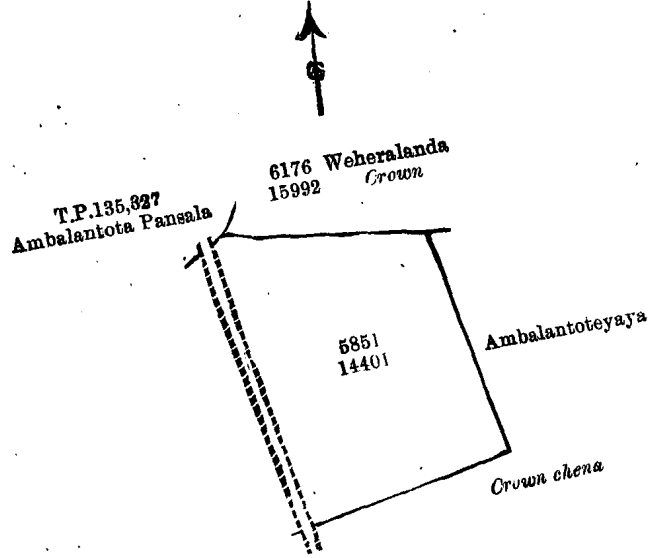 6176 Weheralanda
15992 Crown
T.P.135,327
Ambalantota Pansala
5851
14401
Ambalantoteyaya
Crown chena